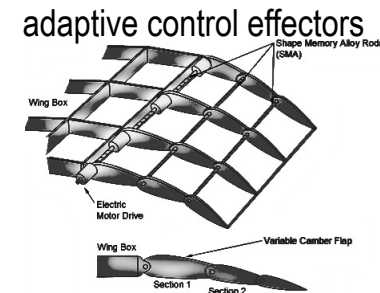 adaptive control effectors
Shape Memory Alloy Rods
(SMA)
Wing Box
Electric
Motor Drive
Wing Box
Variable Camber Flap
Section 1
Section 2